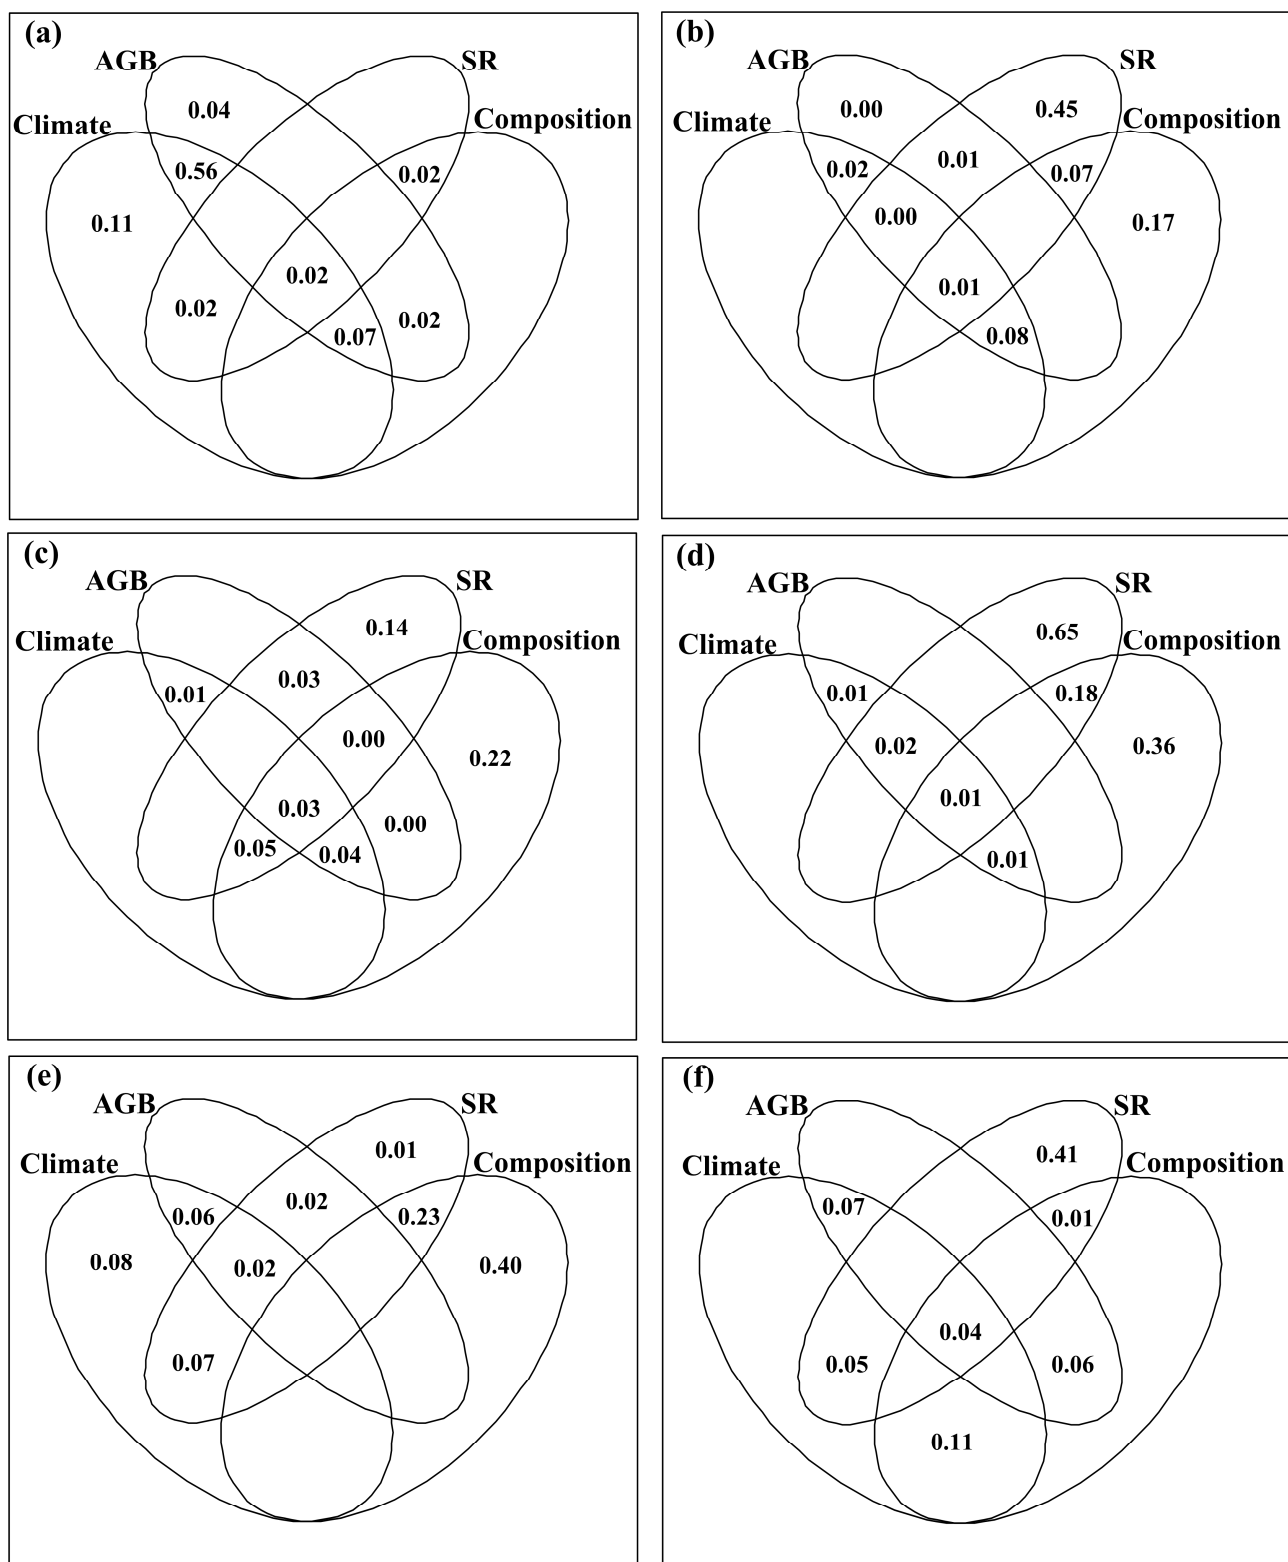 (a)
AGB SR
0.04
Climate Composition
0.56 0.02
0.11
0.02
0.02 0.02
0.07
(b)
AGB SR
0.00 0.45
Climate Composition
0.01
0.02 0.07
0.00 0.17
0.01
0.08
(c)
AGB SR
0.14
Climate Composition
0.03
0.01
0.00
0.22
0.03
0.00
0.05 0.04
(d)
AGB SR
0.65
Climate Composition
0.01 0.18
0.02 0.36
0.01
0.01
(e)
AGB SR
0.01
Climate Composition
0.02
0.06 0.23
0.08 0.02 0.40
0.07
(f)
AGB SR
0.41
Climate Composition
0.07 0.01
0.04
0.05 0.06
0.11